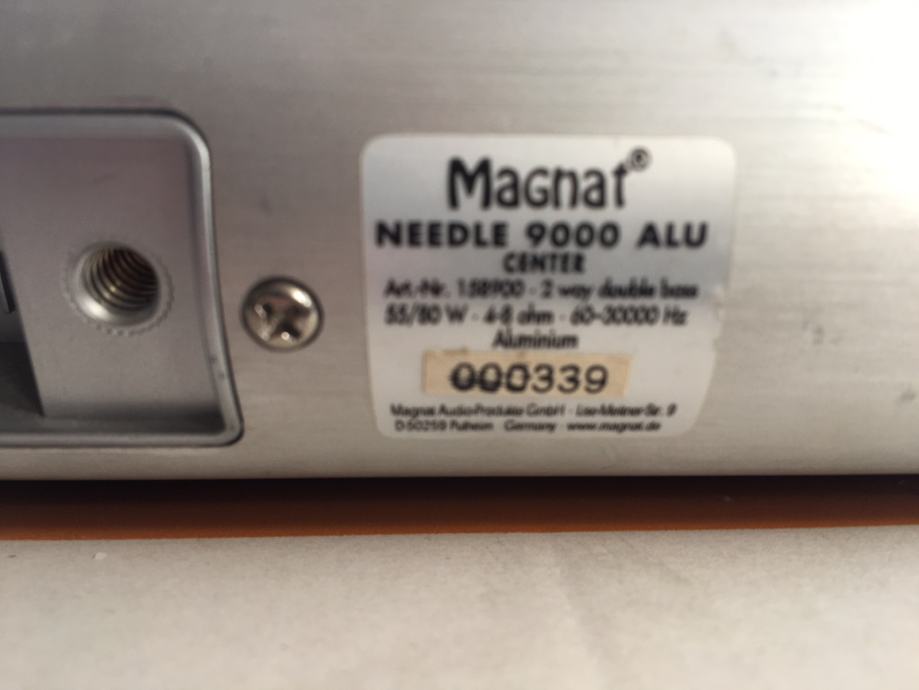 Magnat®
NEEDLE 9000 ALU
CENTER
Art.-Nr. 158900 · 2 way double bass
55/80 W · 4-8 ohm · 60-30000 Hz
Aluminium
000339
Magnat Audio-Produkte GmbH · Lise-Meitner-Str. 9
D-50259 Pulheim · Germany · www.magnat.de